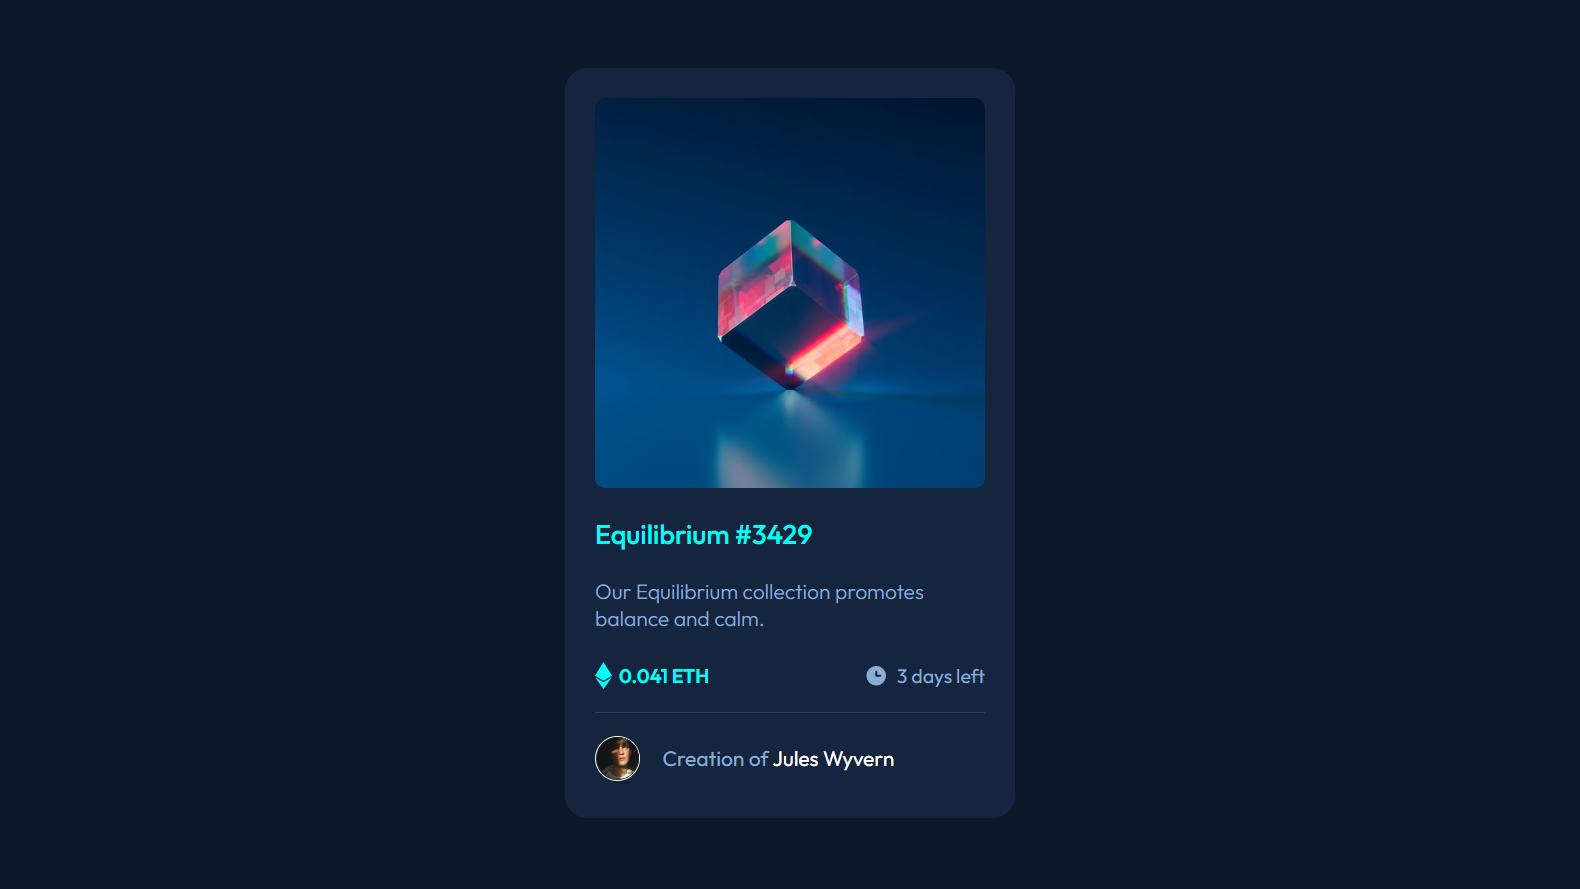 Equilibrium #3429
Our Equilibrium collection promotes
balance and calm.
0.041 ETH
3 days left
Creation of Jules Wyvern